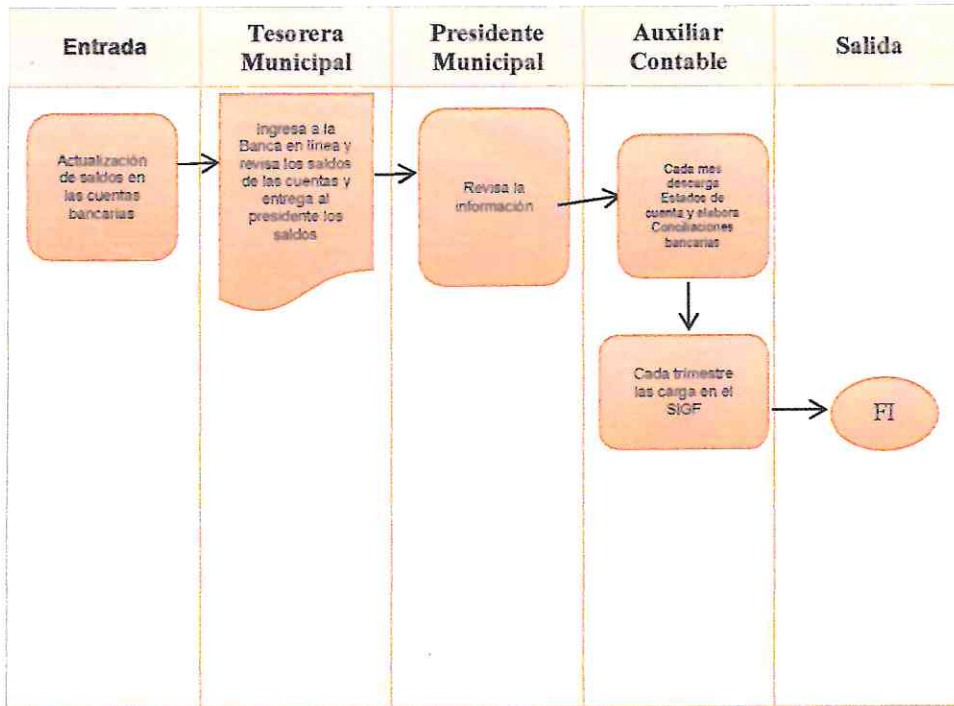 Entrada
Tesorera
Municipal
Presidente
Municipal
Auxiliar
Contable
Salida
Actualización
de saldos en
las cuentas
bancarias
Ingresa a la
Banca en línea y
revisa los saldos
de las cuentas y
entrega al
presidente los
saldos
Revisa la
información
Cada mes
descarga
Estados de
cuenta y elabora
Conciliaciones
bancarias
Cada trimestre
las carga en el
SIGF
FI